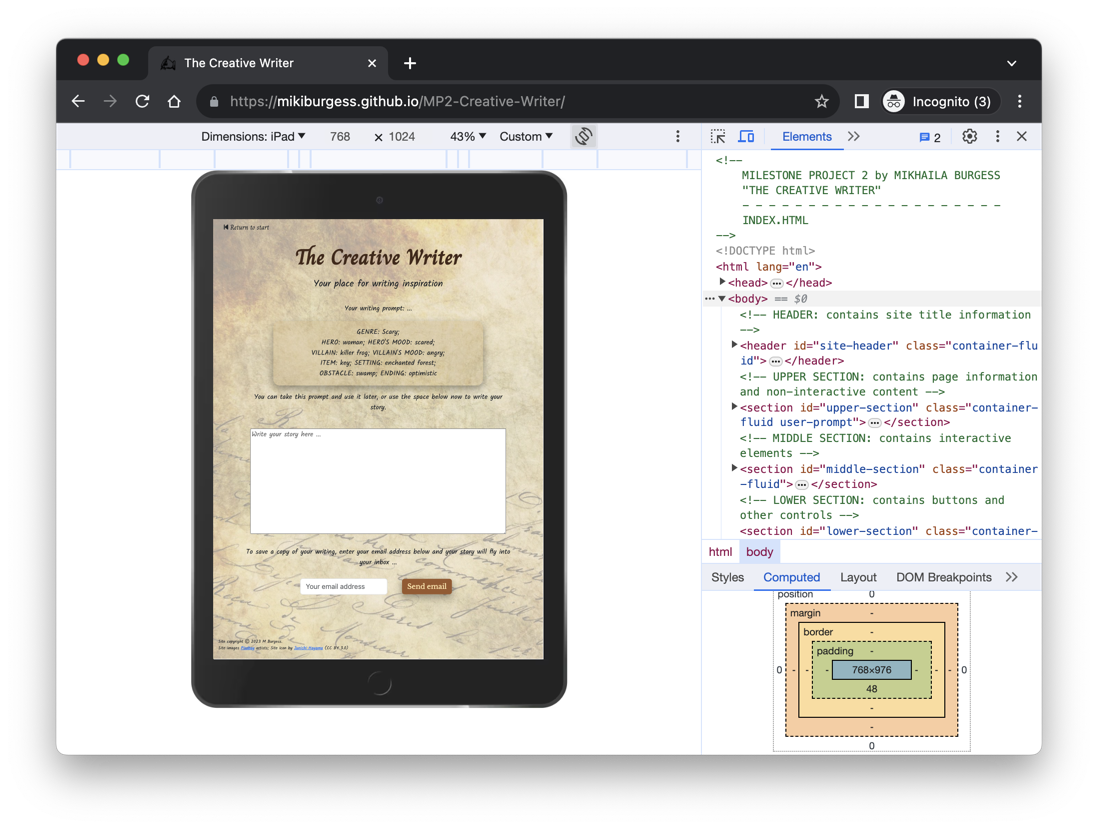 The Creative Writer
https://mikiburgess.github.io/MP2-Creative-Writer/
Incognito (3)
Dimensions: iPad 768 × 1024 43% Custom
Return to start
The Creative Writer
Your place for writing inspiration
Your writing prompt: ...
GENRE: Scary;
HERO: woman; HERO'S MOOD: scared;
VILLAIN: killer frog; VILLAIN'S MOOD: angry;
ITEM: key; SETTING: enchanted forest;
OBSTACLE: swamp; ENDING: optimistic
You can take this prompt and use it later, or use the space below now to write your
story.
Write your story here ...
To save a copy of your writing, enter your email address below and your story will fly into
your inbox ...
Your email address
Send email
Site copyright © 2023 M Burgess.
Site images
(CC BY 3.0)
Elements
2
<!--
MILESTONE PROJECT 2 by MIKHAILA BURGESS
"THE CREATIVE WRITER"
- - - - - - - - - - - - - - - - - - - -
INDEX.HTML
-->
<!DOCTYPE html>
<html lang="en">
<head> ••• </head>
••• <body> == $0
<!-- HEADER: contains site title information
-->
<header id="site-header" class="container-flu
id"> ••• </header>
<!-- UPPER SECTION: contains page information
and non-interactive content -->
<section id="upper-section" class="container-
fluid user-prompt"> ••• </section>
<!-- MIDDLE SECTION: contains interactive
elements -->
<section id="middle-section" class="container
-fluid"> ••• </section>
<!-- LOWER SECTION: contains buttons and
other controls -->
<section id="lower-section" class="container-
html body
Styles Computed Layout DOM Breakpoints
position 0
margin -
border -
padding -
0 - - - 768×976 - - - 0
48
-
-
0